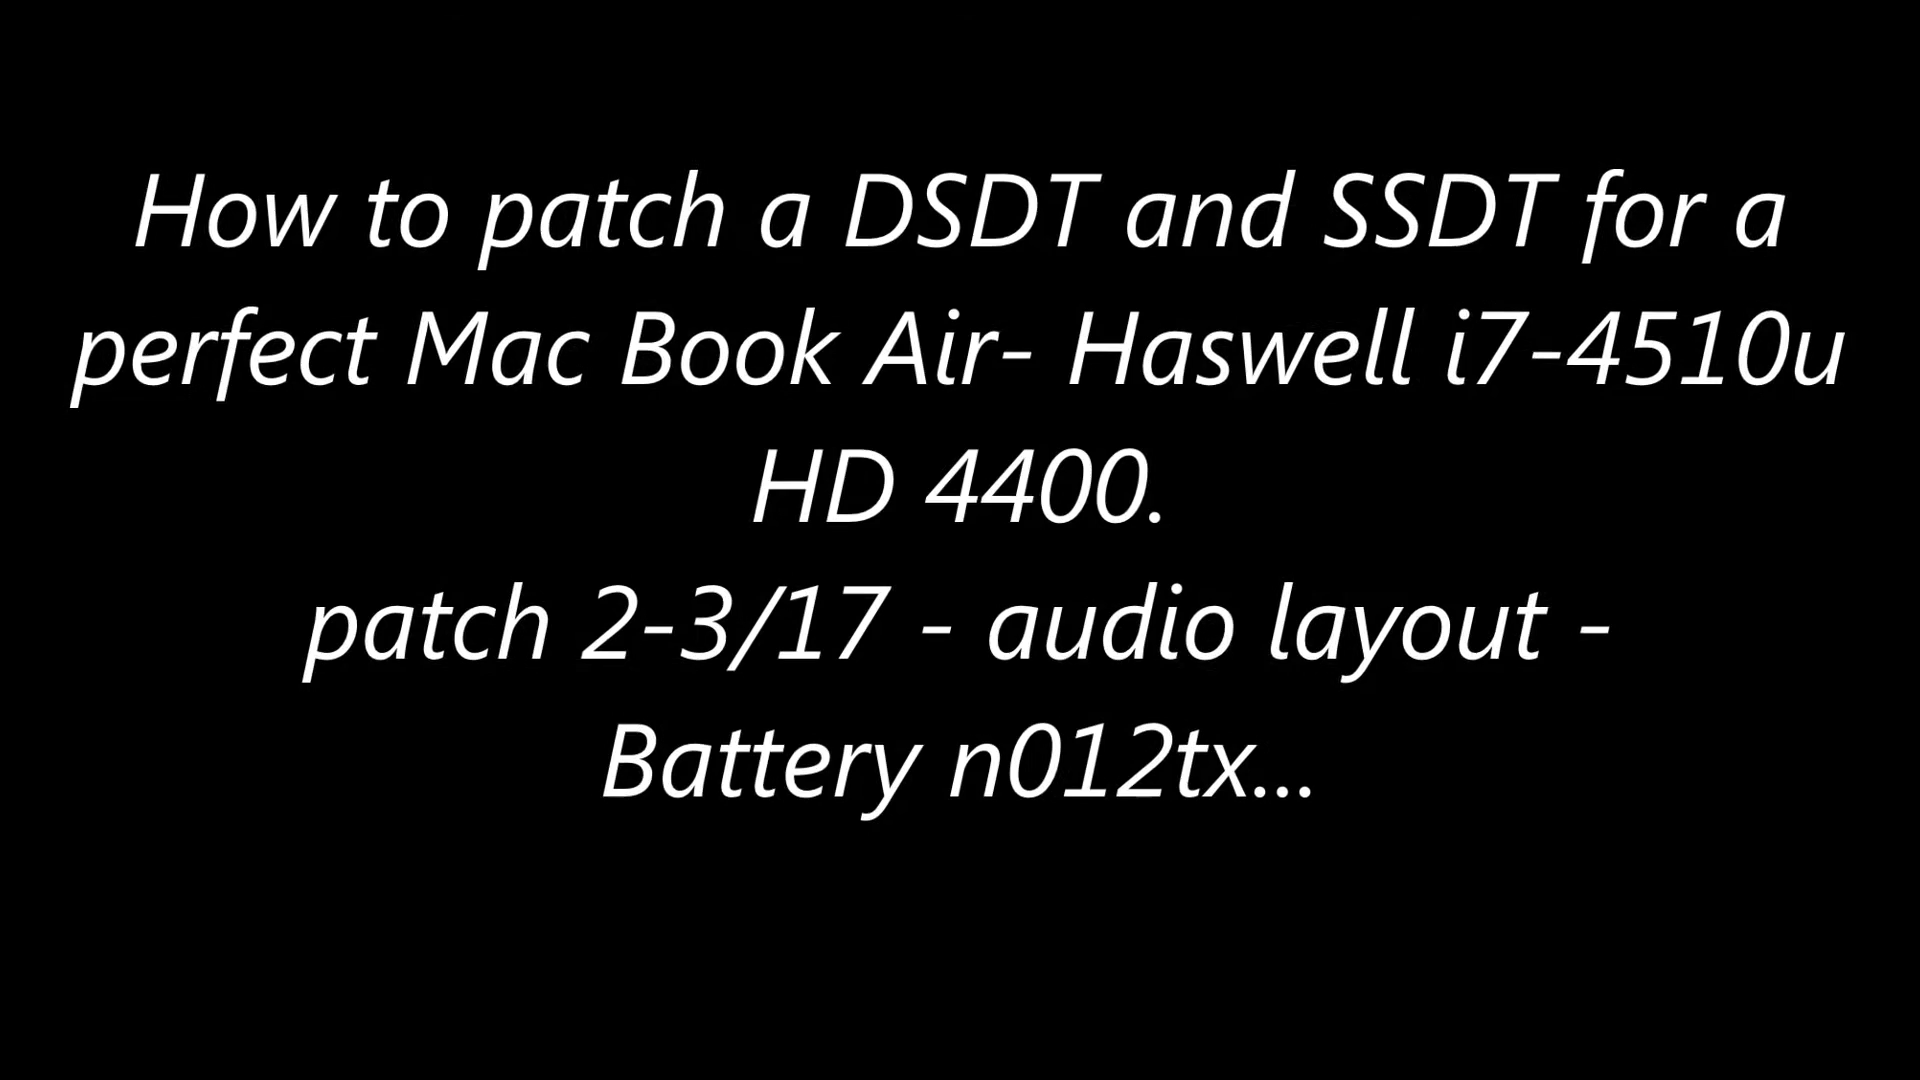 How to patch a DSDT and SSDT for a
perfect Mac Book Air- Haswell i7-4510u
HD 4400.
patch 2-3/17 - audio layout -
Battery n012tx...